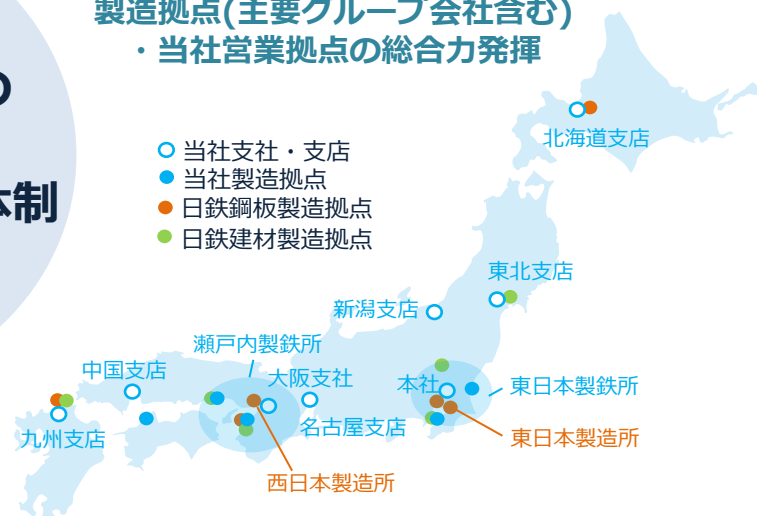 製造拠点(主要グループ会社含む)
・当社営業拠点の総合力発揮
の
体制
当社支社・支店
当社製造拠点
日鉄鋼板製造拠点
日鉄建材製造拠点
北海道支店
東北支店
新潟支店
瀬戸内製鉄所
中国支店
大阪支社
本社
東日本製鉄所
名古屋支店
九州支店
東日本製造所
西日本製造所